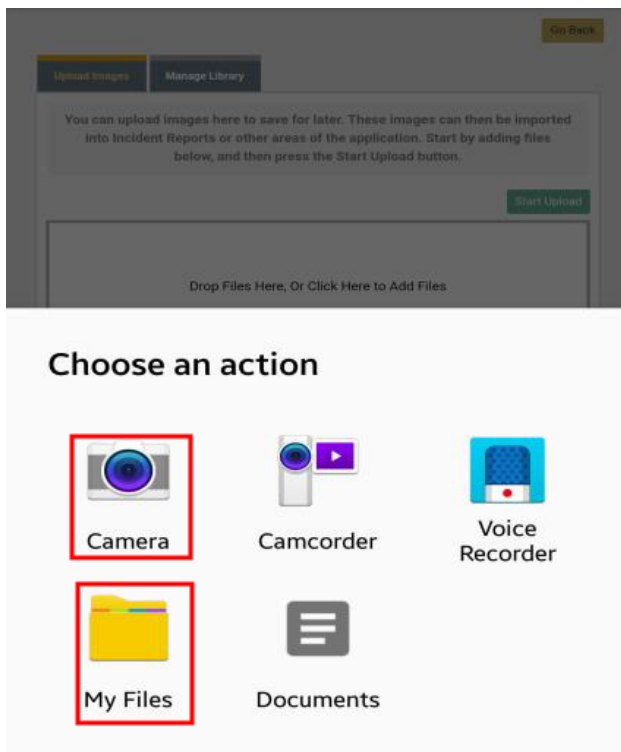 Go Back
Upload Images Manage Library
You can upload images here to save for later. These images can then be imported
into Incident Reports or other areas of the application. Start by adding files
below, and then press the Start Upload button.
Start Upload
Drop Files Here, Or Click Here to Add Files
Choose an action
Camera Camcorder Voice
Recorder
My Files Documents